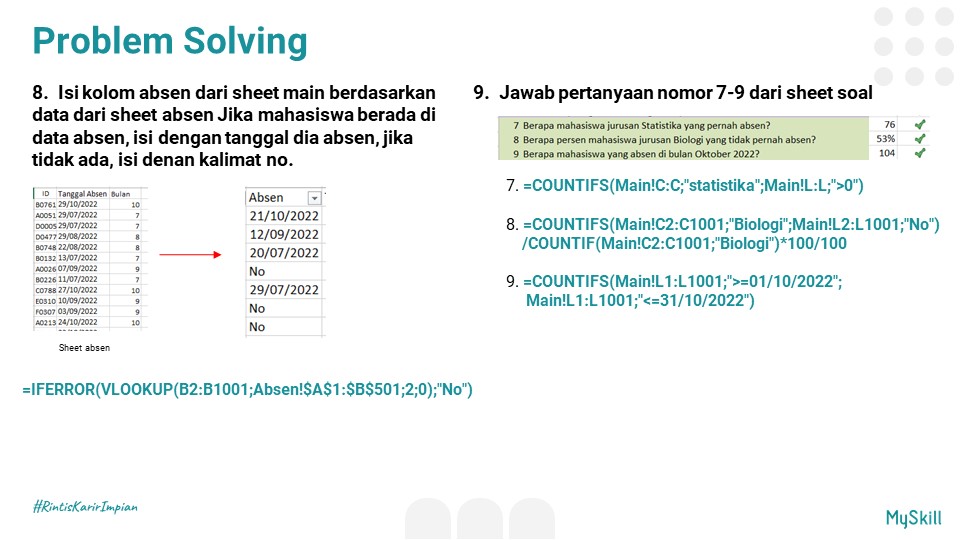 Problem Solving
8. Isi kolom absen dari sheet main berdasarkan
data dari sheet absen Jika mahasiswa berada di
data absen, isi dengan tanggal dia absen, jika
tidak ada, isi denan kalimat no.
ID Tanggal Absen Bulan
B0761 29/10/2022 10
A0051 29/07/2022 7
D0005 29/07/2022 7
D0477 29/08/2022 8
B0748 22/08/2022 8
B0132 13/07/2022 7
A0026 07/09/2022 9
B0226 11/07/2022 7
C0788 27/10/2022 10
E0310 10/09/2022 9
F0307 03/09/2022 9
A0213 24/10/2022 10
Sheet absen
Absen
21/10/2022
12/09/2022
20/07/2022
No
29/07/2022
No
No
=IFERROR(VLOOKUP(B2:B1001;Absen!$A$1:$B$501;2;0);"No")
9. Jawab pertanyaan nomor 7-9 dari sheet soal
7 Berapa mahasiswa jurusan Statistika yang pernah absen? 76
8 Berapa persen mahasiswa jurusan Biologi yang tidak pernah absen? 53%
9 Berapa mahasiswa yang absen di bulan Oktober 2022? 104
7. =COUNTIFS(Main!C:C;"statistika";Main!L:L;">0")
8. =COUNTIFS(Main!C2:C1001;"Biologi";Main!L2:L1001;"No")
/COUNTIF(Main!C2:C1001;"Biologi")*100/100
9. =COUNTIFS(Main!L1:L1001;">=01/10/2022";
Main!L1:L1001;"<=31/10/2022")
#RintisKarirImpian
MySkill